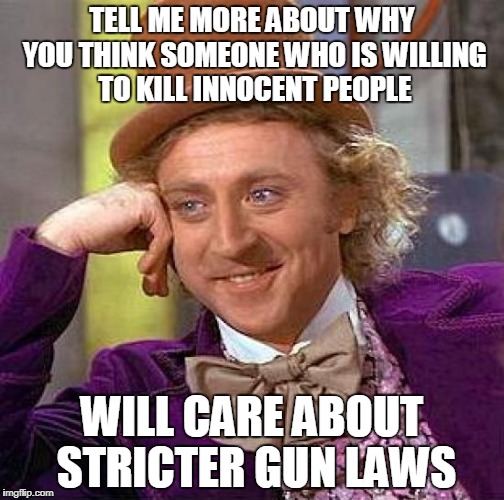 TELL ME MORE ABOUT WHY
YOU THINK SOMEONE WHO IS WILLING
TO KILL INNOCENT PEOPLE
WILL CARE ABOUT
STRICTER GUN LAWS
imgflip.com